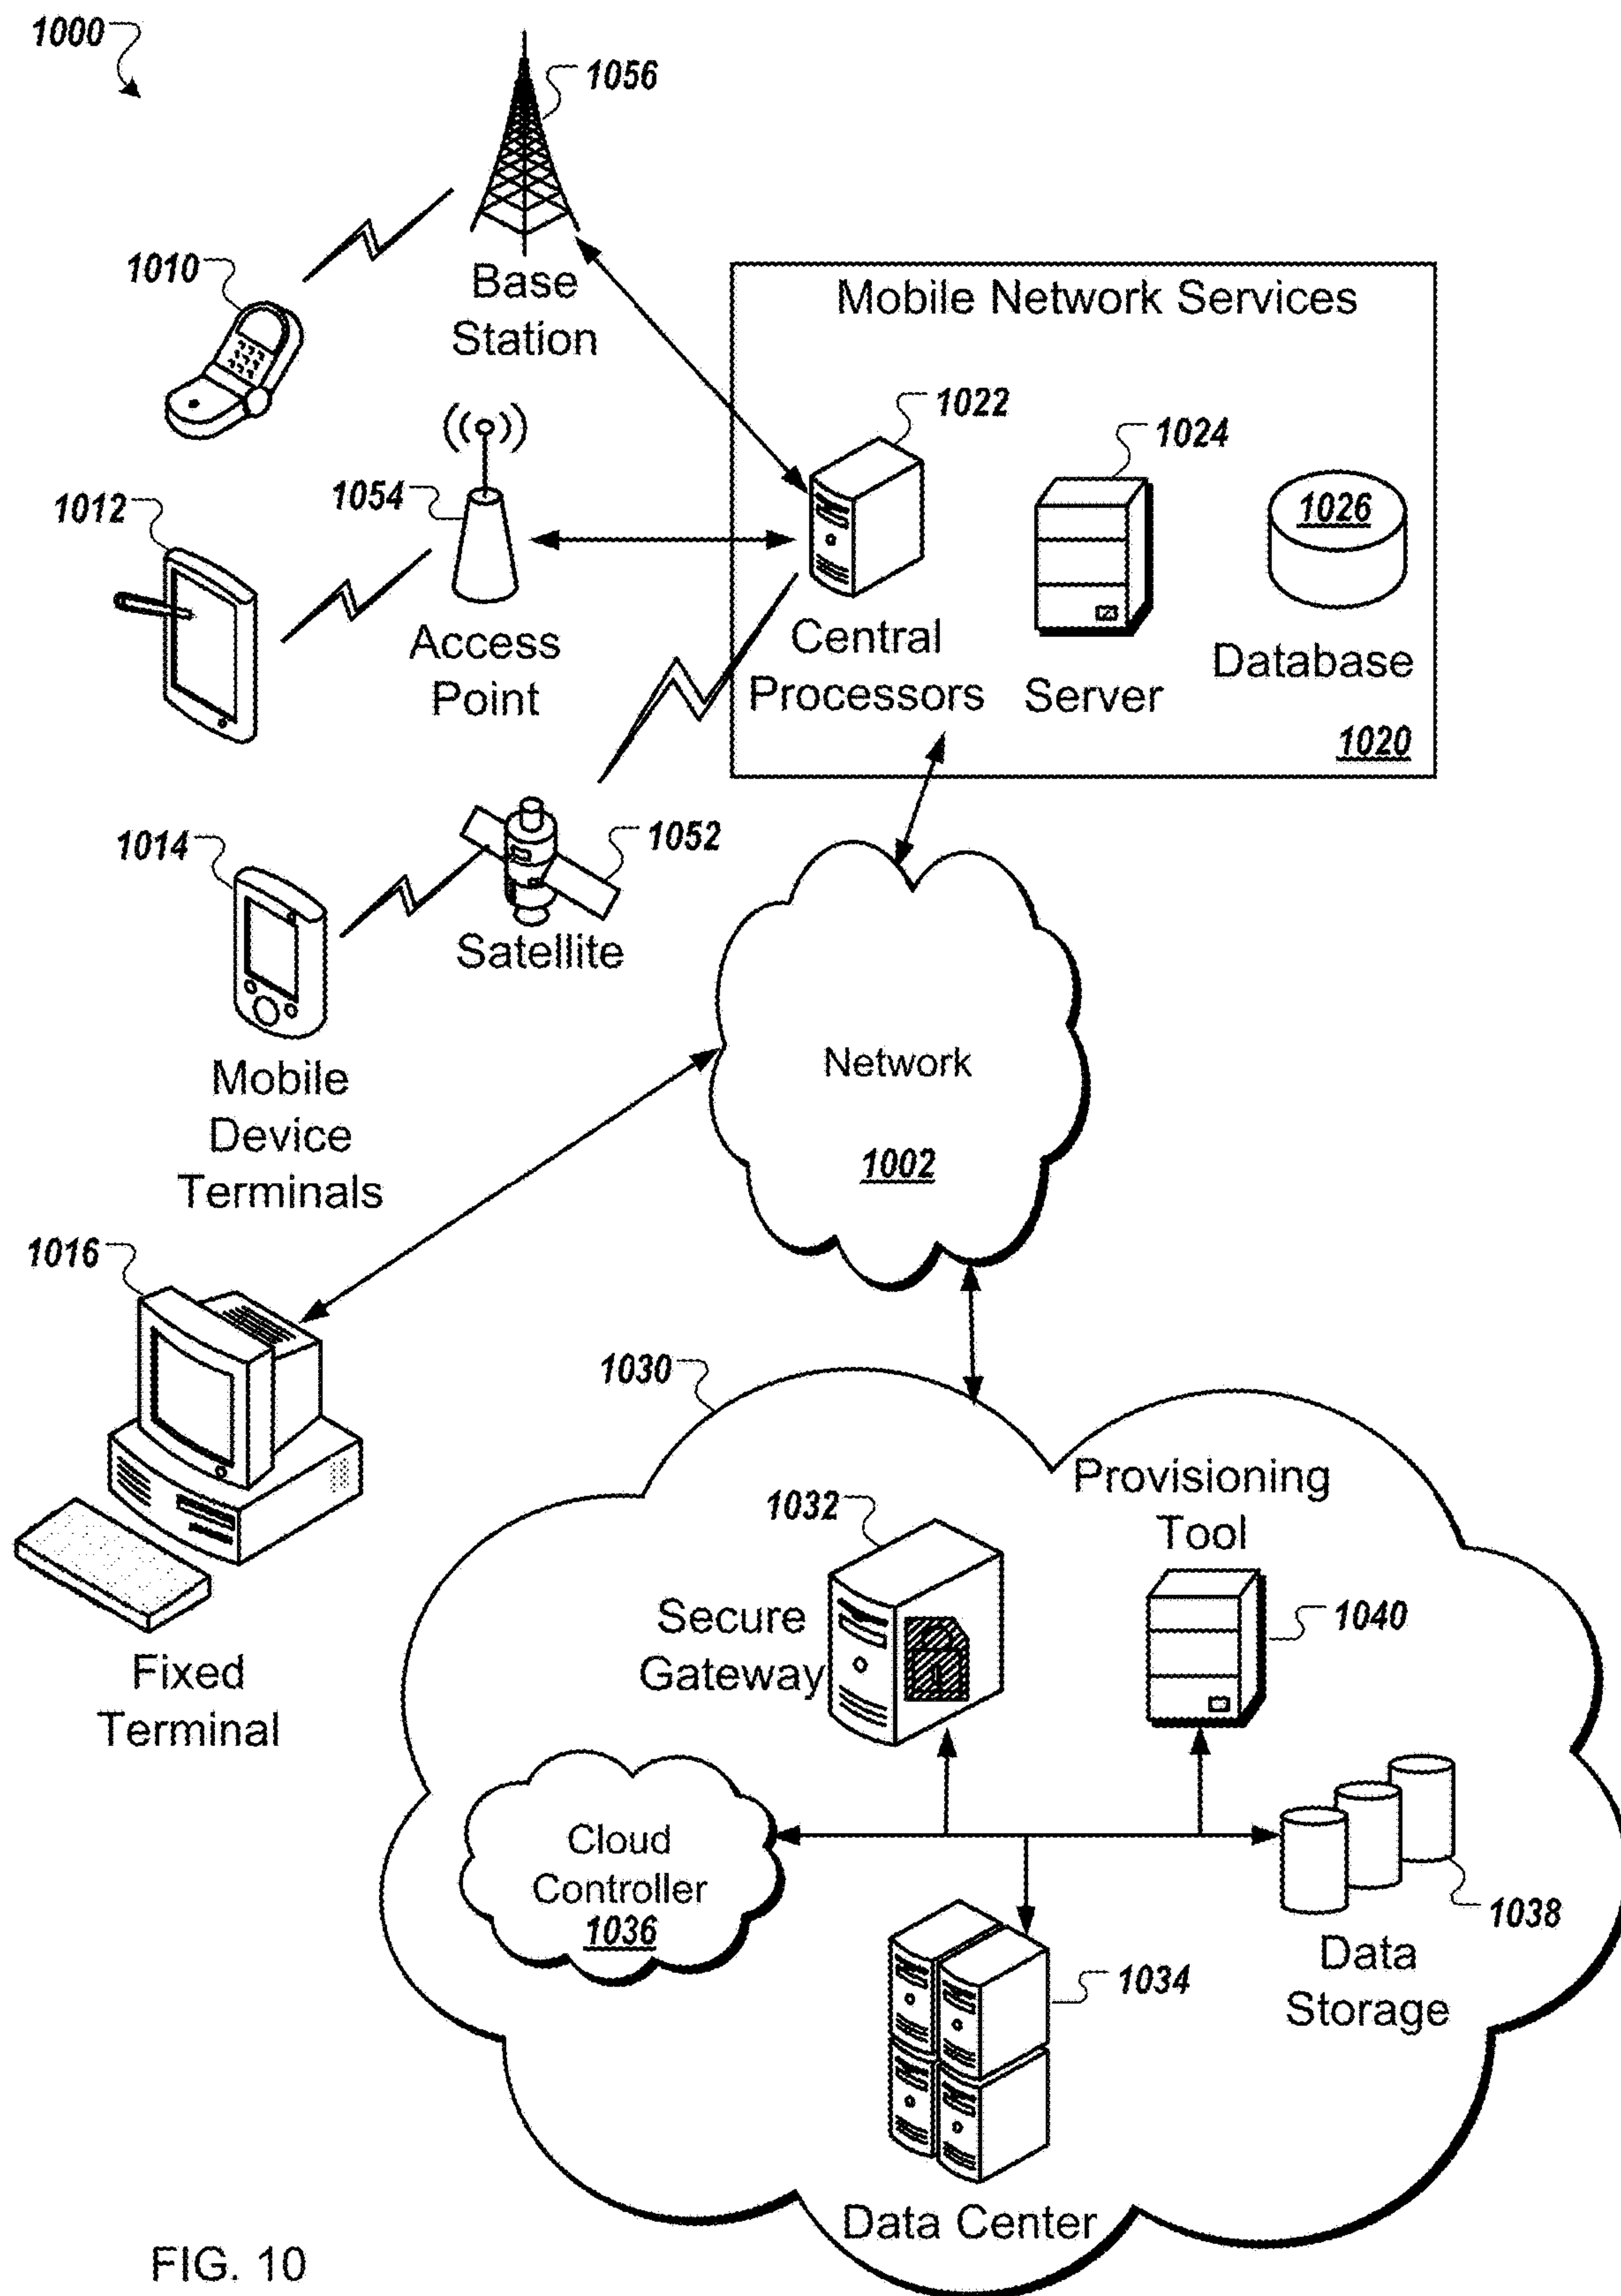 1000
1056
Base
Station
1010
Mobile Network Services
1022
1024
1026
1054
1012
Access
Point
Central
Processors
Server
Database
1020
1014
1052
Satellite
Mobile
Device
Terminals
Network
1002
1016
Fixed
Terminal
1030
Provisioning
Tool
1032
Secure
Gateway
1040
Cloud
Controller
1036
1038
Data
Storage
1034
Data Center
FIG. 10